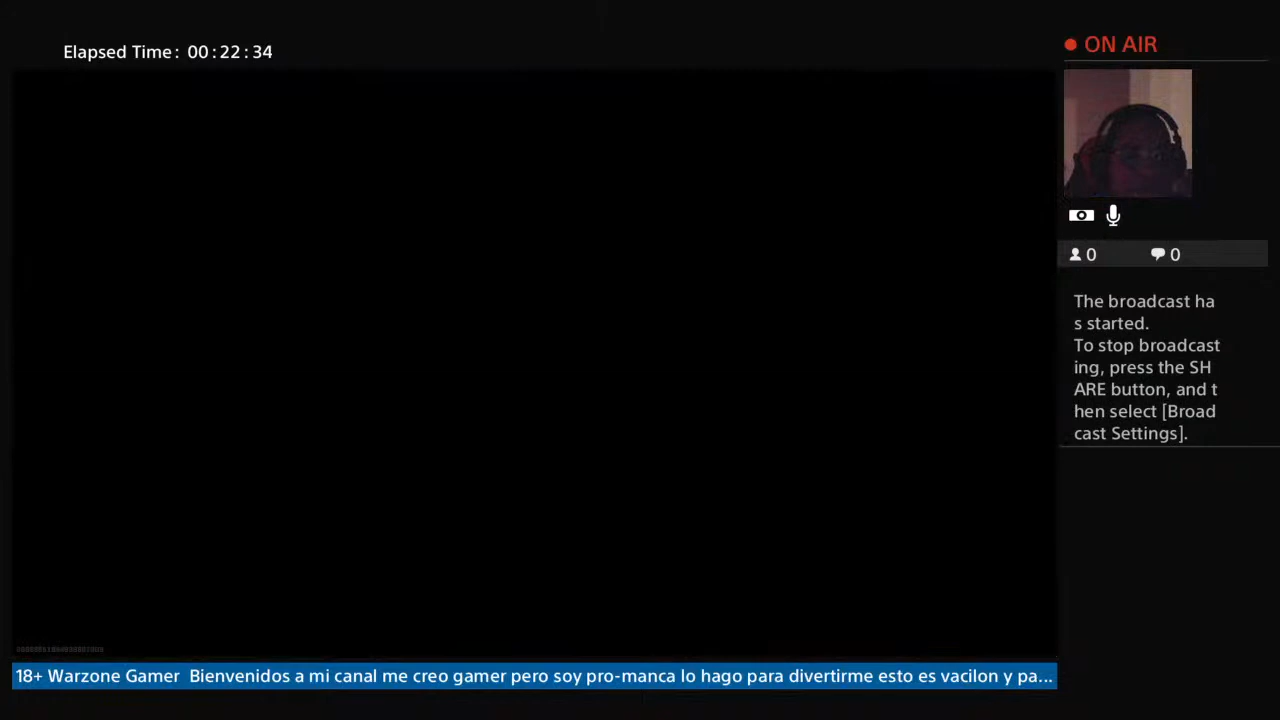 Elapsed Time: 00:22:34
ON AIR
0 0
The broadcast ha
s started.
To stop broadcast
ing, press the SH
ARE button, and t
hen select [Broad
cast Settings].
18+ Warzone Gamer Bienvenidos a mi canal me creo gamer pero soy pro-manca lo hago para divertirme esto es vacilon y pa...